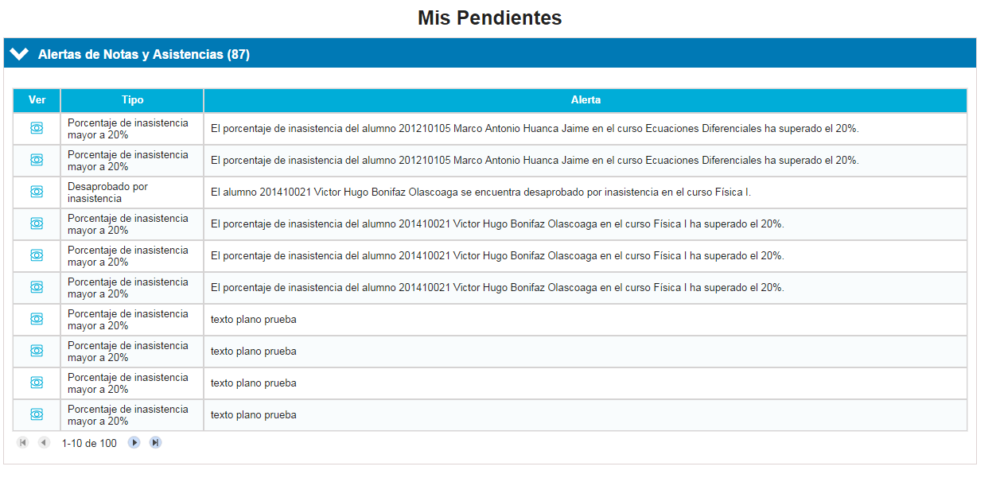 Mis Pendientes
Alertas de Notas y Asistencias (87)
Ver Tipo Alerta
Porcentaje de inasistencia
mayor a 20%
El porcentaje de inasistencia del alumno 201210105 Marco Antonio Huanca Jaime en el curso Ecuaciones Diferenciales ha superado el 20%.
Porcentaje de inasistencia
mayor a 20%
El porcentaje de inasistencia del alumno 201210105 Marco Antonio Huanca Jaime en el curso Ecuaciones Diferenciales ha superado el 20%.
Desaprobado por
inasistencia
El alumno 201410021 Victor Hugo Bonifaz Olascoaga se encuentra desaprobado por inasistencia en el curso Física I.
Porcentaje de inasistencia
mayor a 20%
El porcentaje de inasistencia del alumno 201410021 Victor Hugo Bonifaz Olascoaga en el curso Física I ha superado el 20%.
Porcentaje de inasistencia
mayor a 20%
El porcentaje de inasistencia del alumno 201410021 Victor Hugo Bonifaz Olascoaga en el curso Física I ha superado el 20%.
Porcentaje de inasistencia
mayor a 20%
El porcentaje de inasistencia del alumno 201410021 Victor Hugo Bonifaz Olascoaga en el curso Física I ha superado el 20%.
Porcentaje de inasistencia
mayor a 20%
texto plano prueba
Porcentaje de inasistencia
mayor a 20%
texto plano prueba
Porcentaje de inasistencia
mayor a 20%
texto plano prueba
Porcentaje de inasistencia
mayor a 20%
texto plano prueba
1-10 de 100